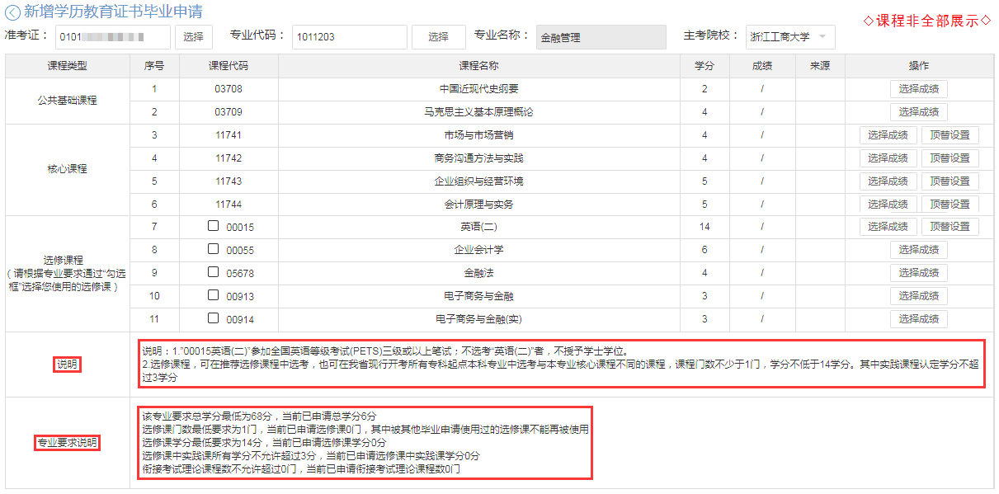 新增学历教育证书毕业申请
◇课程非全部展示◇
准考证： 0101 选择 专业代码： 1011203 选择 专业名称： 金融管理 主考院校： 浙江工商大学
课程类型 序号 课程代码 课程名称 学分 成绩 来源 操作
公共基础课程
1 03708 中国近现代史纲要 2 / 选择成绩
2 03709 马克思主义基本原理概论 4 / 选择成绩
核心课程
3 11741 市场与市场营销 4 / 选择成绩 顶替设置
4 11742 商务沟通方法与实践 4 / 选择成绩 顶替设置
5 11743 企业组织与经营环境 5 / 选择成绩 顶替设置
6 11744 会计原理与实务 5 / 选择成绩 顶替设置
选修课程
（请根据专业要求通过“勾选
框”选择您使用的选修课）
7 00015 英语(二) 14 / 选择成绩 顶替设置
8 00055 企业会计学 6 / 选择成绩
9 05678 金融法 4 / 选择成绩
10 00913 电子商务与金融 3 / 选择成绩
11 00914 电子商务与金融(实) 3 / 选择成绩
说明
说明：1.”00015英语(二)”参加全国英语等级考试(PETS)三级或以上笔试；不选考“英语(二)”者，不授予学士学位。
2.选修课程，可在推荐选修课程中选考，也可在我省现行开考所有专科起点本科专业中选考与本专业核心课程不同的课程，课程门数不少于1门，学分不低于14学分。其中实践课程认定学分不超
过3学分
专业要求说明
该专业要求总学分最低为68分，当前已申请总学分6分
选修课门数最低要求为1门，当前已申请选修课0门，其中被其他毕业申请使用过的选修课不能再被使用
选修课学分最低要求为14分，当前已申请选修课学分0分
选修课中实践课所有学分不允许超过3分，当前已申请选修课中实践课学分0分
衔接考试理论课程数不允许超过0门，当前已申请衔接考试理论课程数0门